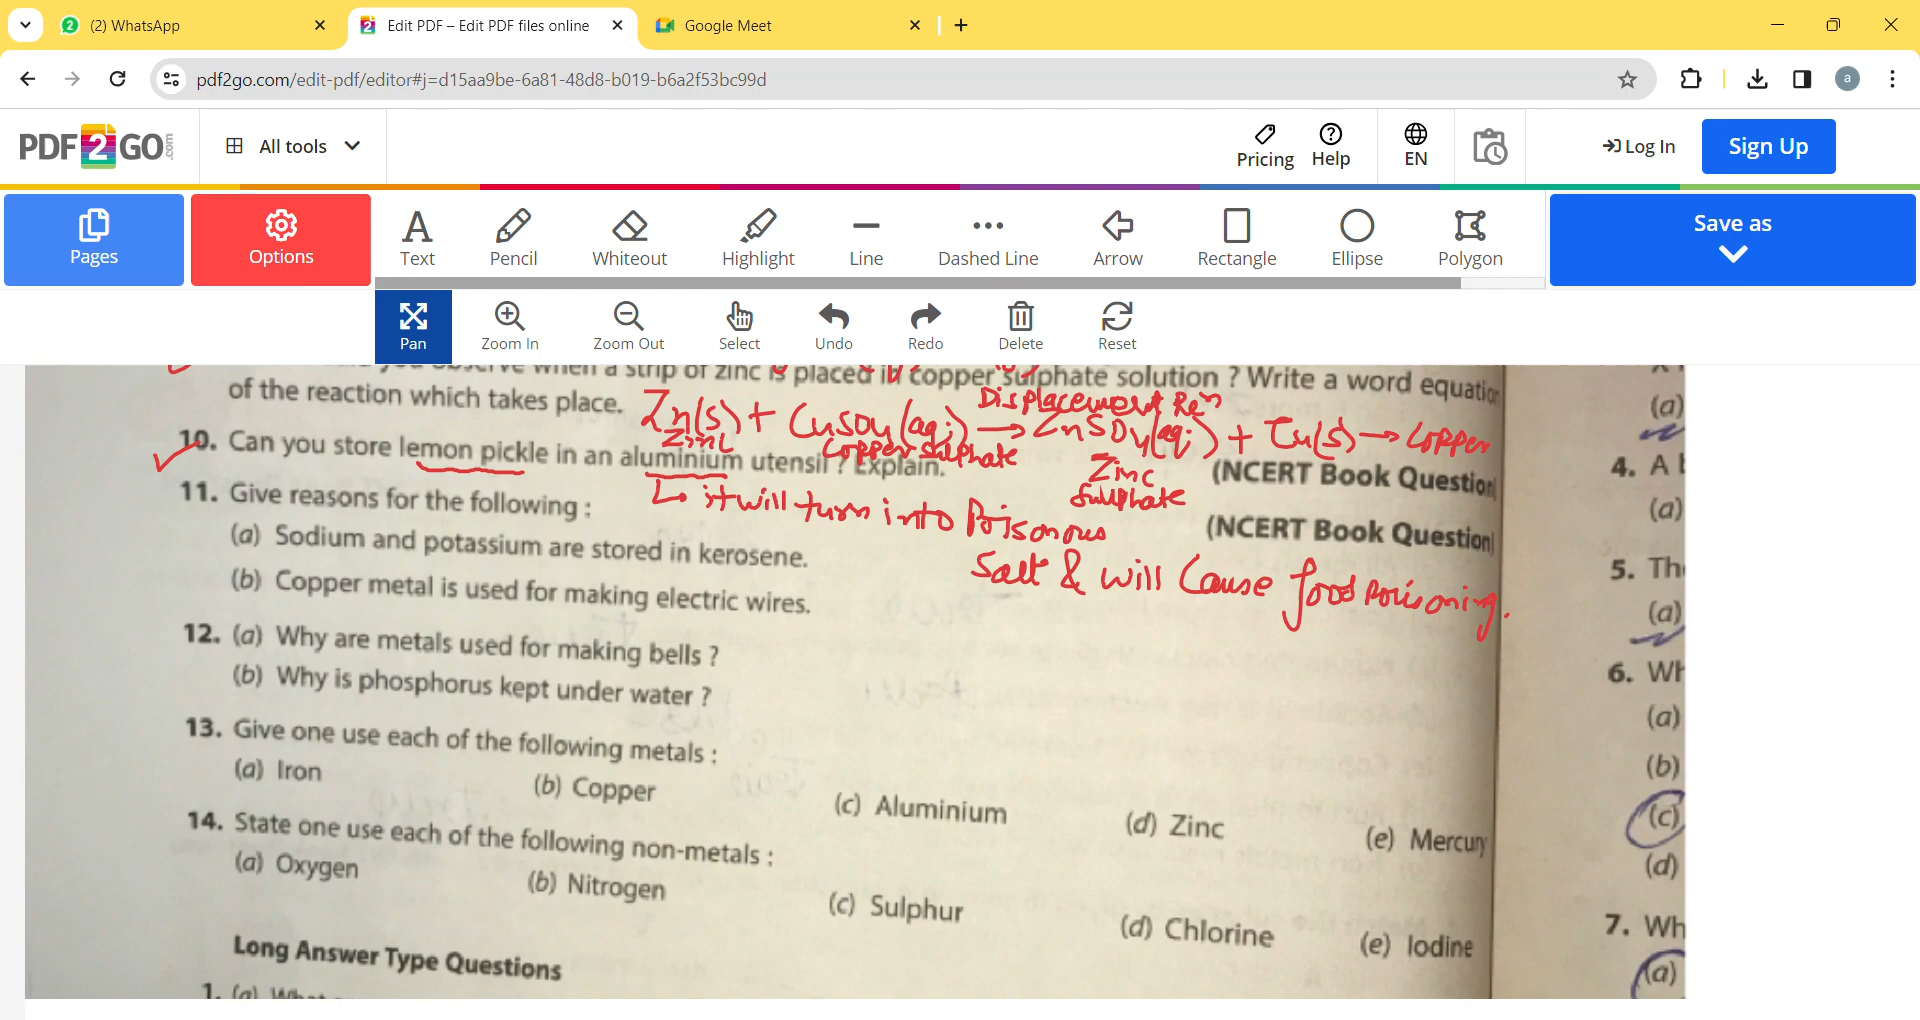 (2) WhatsApp
Edit PDF – Edit PDF files online
Google Meet
pdf2go.com/edit-pdf/editor#j=d15aa9be-6a81-48d8-b019-b6a2f53bc99d
a
PDF2GO.com
All tools
Pricing
Help
EN
Log In
Sign Up
Pages
Options
Text
Pencil
Whiteout
Highlight
Line
Dashed Line
Arrow
Rectangle
Ellipse
Polygon
Save as
Pan
Zoom In
Zoom Out
Select
Undo
Redo
Delete
Reset
observe when a strip of zinc is placed in copper sulphate solution ? Write a word equation
of the reaction which takes place.
Displacement Rxn
Zn(s) + CuSO4(aq) → ZnSO4(aq) + Cu(s) → Copper
Zinc
Copper Sulphate
Zinc
Sulphate
10. Can you store lemon pickle in an aluminium utensil ? Explain.
(NCERT Book Question
↳ it will turn into Poisonous
Salt & will Cause food poisoning.
11. Give reasons for the following :
(NCERT Book Question
(a) Sodium and potassium are stored in kerosene.
(b) Copper metal is used for making electric wires.
12. (a) Why are metals used for making bells ?
(b) Why is phosphorus kept under water ?
13. Give one use each of the following metals :
(a) Iron (b) Copper (c) Aluminium (d) Zinc (e) Mercury
14. State one use each of the following non-metals :
(a) Oxygen (b) Nitrogen (c) Sulphur (d) Chlorine (e) Iodine
Long Answer Type Questions
1. (a)
(a)
4. A
(a)
5. Th
(a)
6. Wh
(a)
(b)
(c)
(d)
7. Wh
(a)